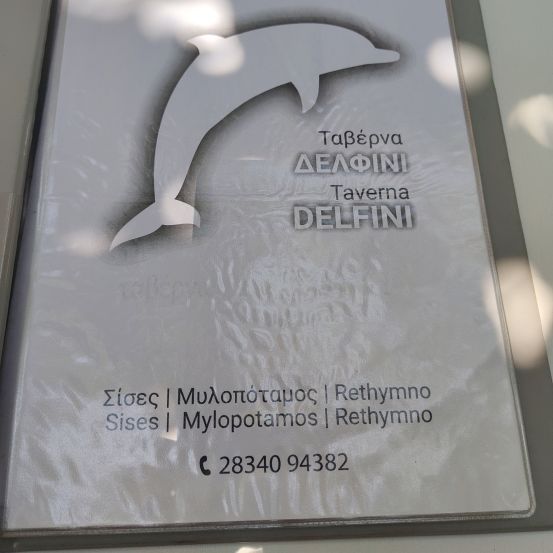 Ταβέρνα
ΔΕΛΦΙΝΙ
Taverna
DELFINI
Σίσες | Μυλοπόταμος | Rethymno
Sises | Mylopotamos | Rethymno
28340 94382